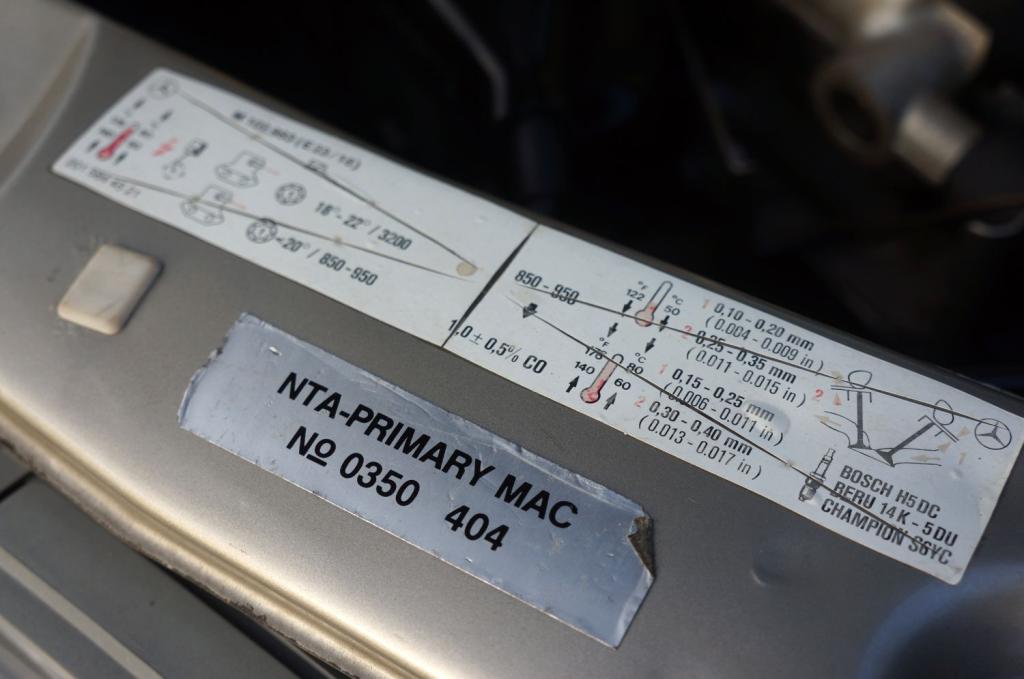 M 102.983 (E 23/16)
16° - 22° / 3200
<20° / 850 - 950
850 - 950
1,0 ± 0,5% CO
°F
122
°C
50
1 0,10 - 0,20 mm
(0.004 - 0.009 in)
2 0,25 - 0,35 mm
(0.011 - 0.015 in)
°F
176
140
°C
80
60
1 0,15 - 0,25 mm
(0.006 - 0.011 in)
2 0,30 - 0,40 mm
(0.013 - 0.017 in)
2
1
BOSCH H5DC
BERU 14K - 5DU
CHAMPION S6YC
NTA-PRIMARY MAC
Nº 0350 404